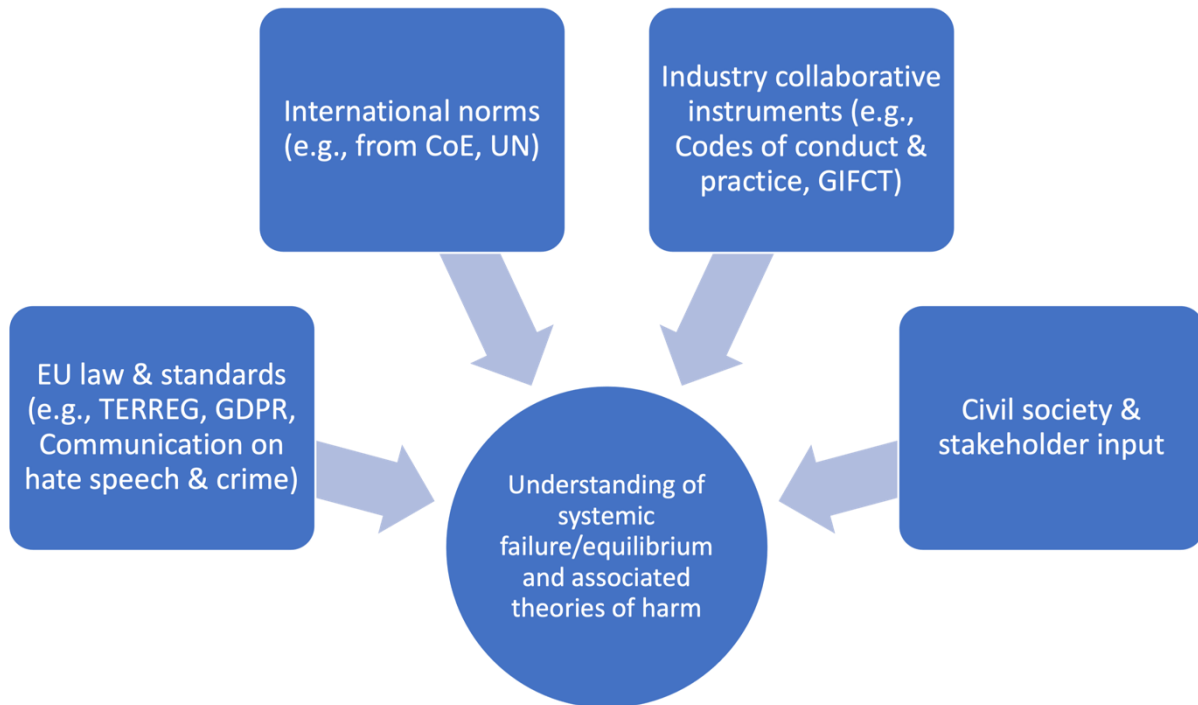 International norms
(e.g., from CoE, UN)
Industry collaborative
instruments (e.g.,
Codes of conduct &
practice, GIFCT)
EU law & standards
(e.g., TERREG, GDPR,
Communication on
hate speech & crime)
Civil society &
stakeholder input
Understanding of
systemic
failure/equilibrium
and associated
theories of harm